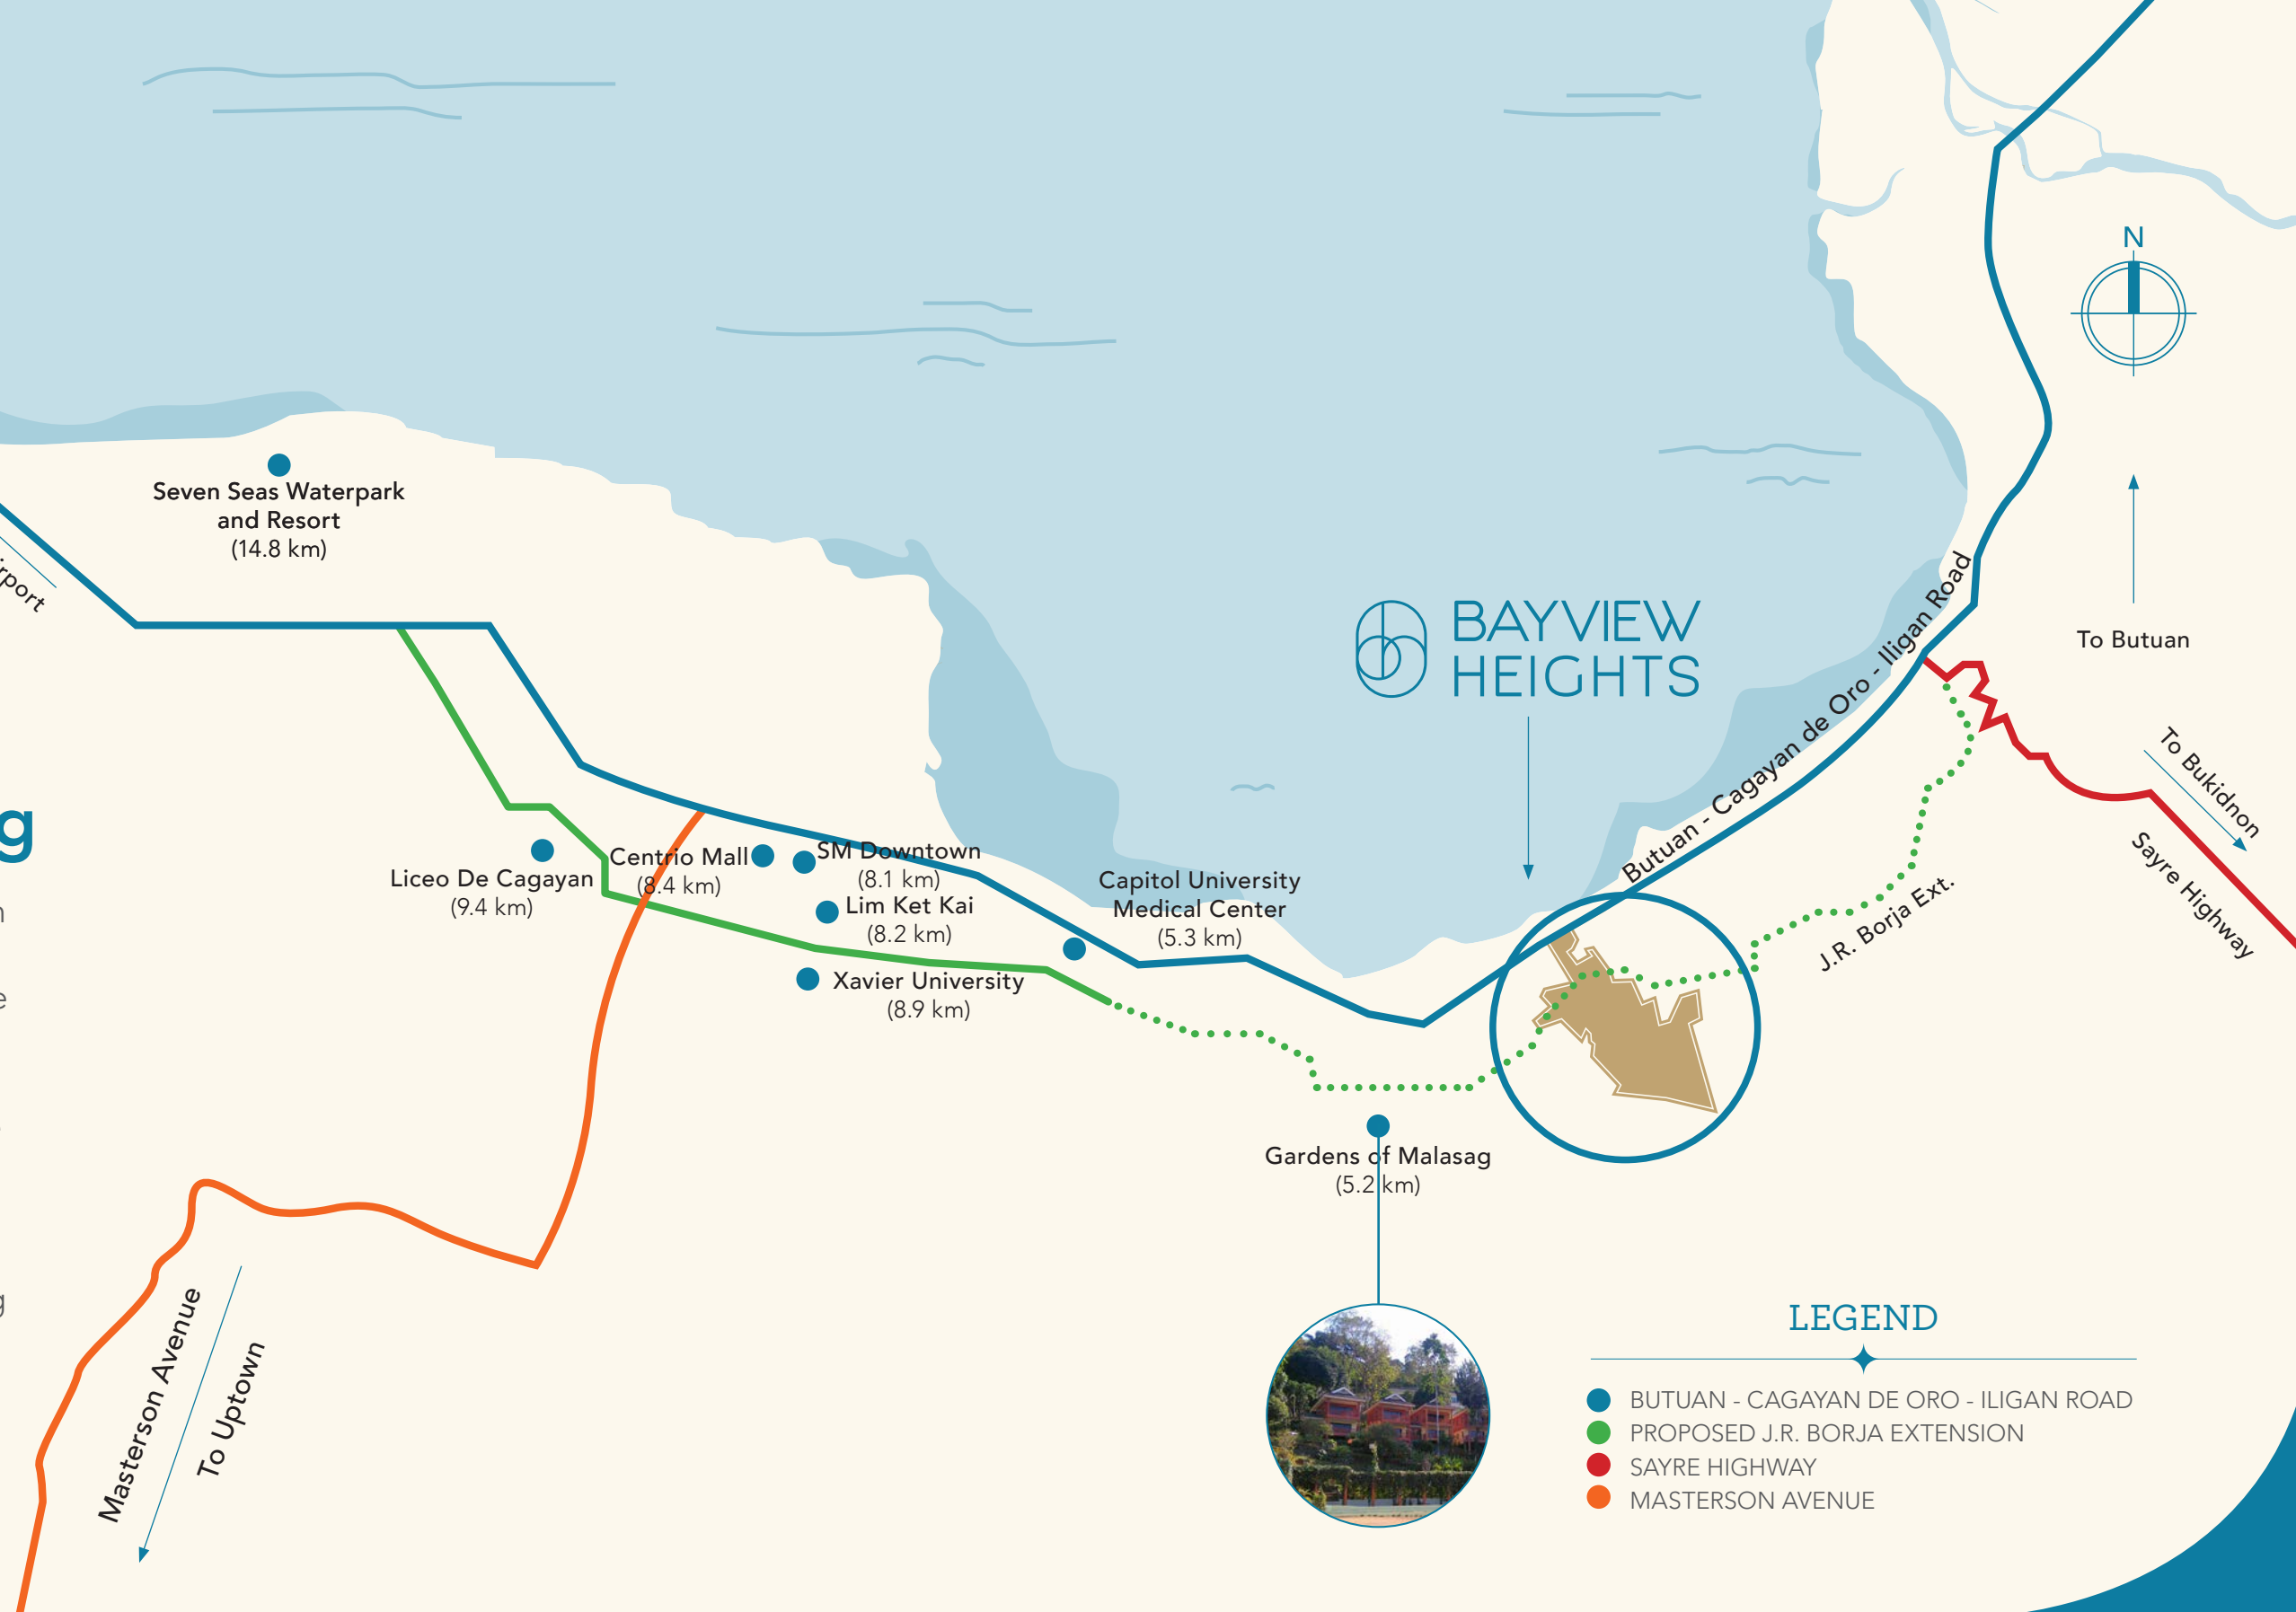 N
Seven Seas Waterpark
and Resort
(14.8 km)
BAYVIEW
HEIGHTS
Butuan - Cagayan de Oro - Iligan Road
To Butuan
To Bukidnon
Sayre Highway
J.R. Borja Ext.
Liceo De Cagayan
(9.4 km)
Centrio Mall
(8.4 km)
SM Downtown
(8.1 km)
Lim Ket Kai
(8.2 km)
Capitol University
Medical Center
(5.3 km)
Xavier University
(8.9 km)
Gardens of Malasag
(5.2 km)
Masterson Avenue
To Uptown
LEGEND
BUTUAN - CAGAYAN DE ORO - ILIGAN ROAD
PROPOSED J.R. BORJA EXTENSION
SAYRE HIGHWAY
MASTERSON AVENUE